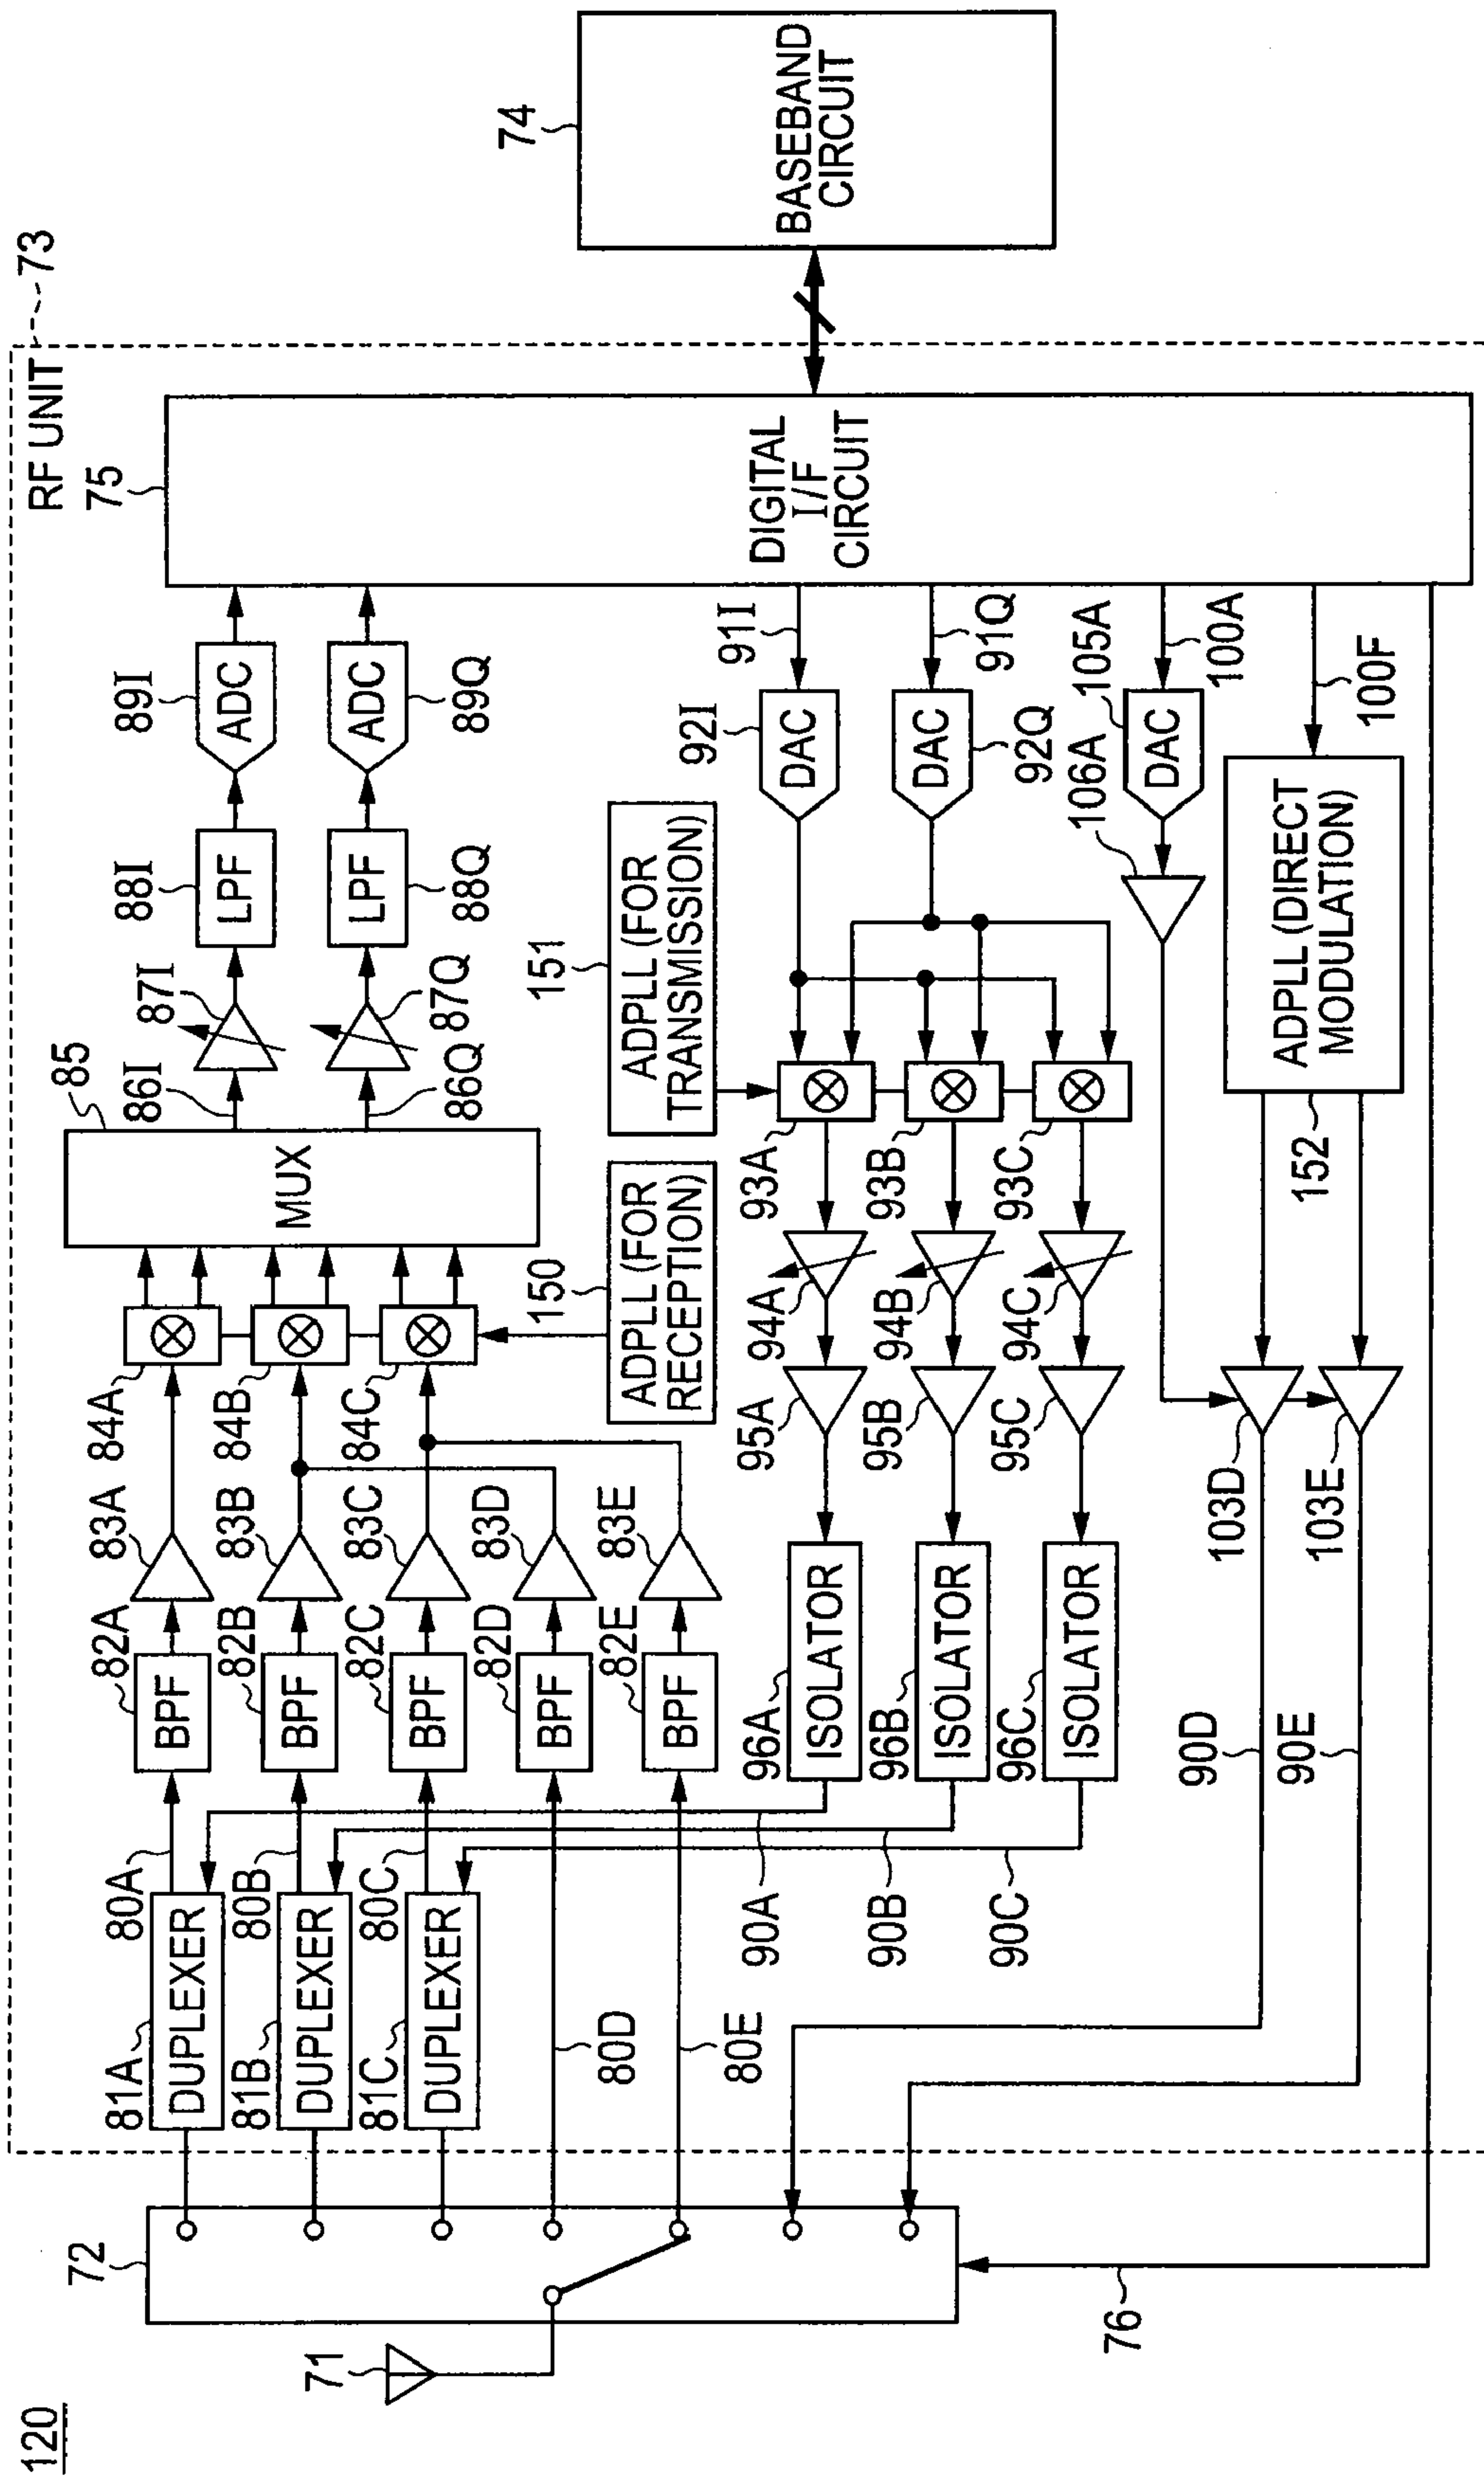 120
RF UNIT
73
71
72
76
81A
DUPLEXER
80A
82A
BPF
83A
84A
81B
DUPLEXER
80B
82B
BPF
83B
84B
81C
DUPLEXER
80C
82C
BPF
83C
84C
80D
82D
BPF
83D
80E
82E
BPF
83E
85
MUX
86I
87I
88I
LPF
89I
ADC
86Q
87Q
88Q
LPF
89Q
ADC
75
DIGITAL
I/F
CIRCUIT
74
BASEBAND
CIRCUIT
150
ADPLL (FOR
RECEPTION)
151
ADPLL (FOR
TRANSMISSION)
90A
96A
ISOLATOR
95A
94A
93A
92I
DAC
91I
90B
96B
ISOLATOR
95B
94B
93B
92Q
DAC
91Q
90C
96C
ISOLATOR
95C
94C
93C
106A
105A
DAC
100A
90D
103D
90E
103E
152
ADPLL (DIRECT
MODULATION)
100F